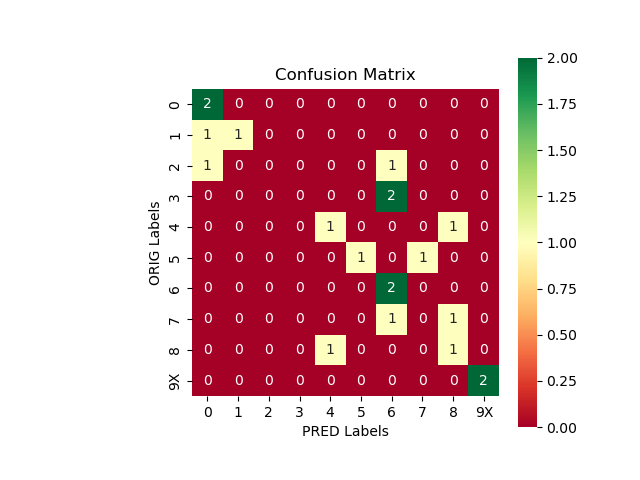 Confusion Matrix
ORIG Labels
0 2 0 0 0 0 0 0 0 0 0
1 1 1 0 0 0 0 0 0 0 0
2 1 0 0 0 0 0 1 0 0 0
3 0 0 0 0 0 0 2 0 0 0
4 0 0 0 0 1 0 0 0 1 0
5 0 0 0 0 0 1 0 1 0 0
6 0 0 0 0 0 0 2 0 0 0
7 0 0 0 0 0 0 1 0 1 0
8 0 0 0 0 1 0 0 0 1 0
9X 0 0 0 0 0 0 0 0 0 2
0 1 2 3 4 5 6 7 8 9X
PRED Labels
2.00
1.75
1.50
1.25
1.00
0.75
0.50
0.25
0.00